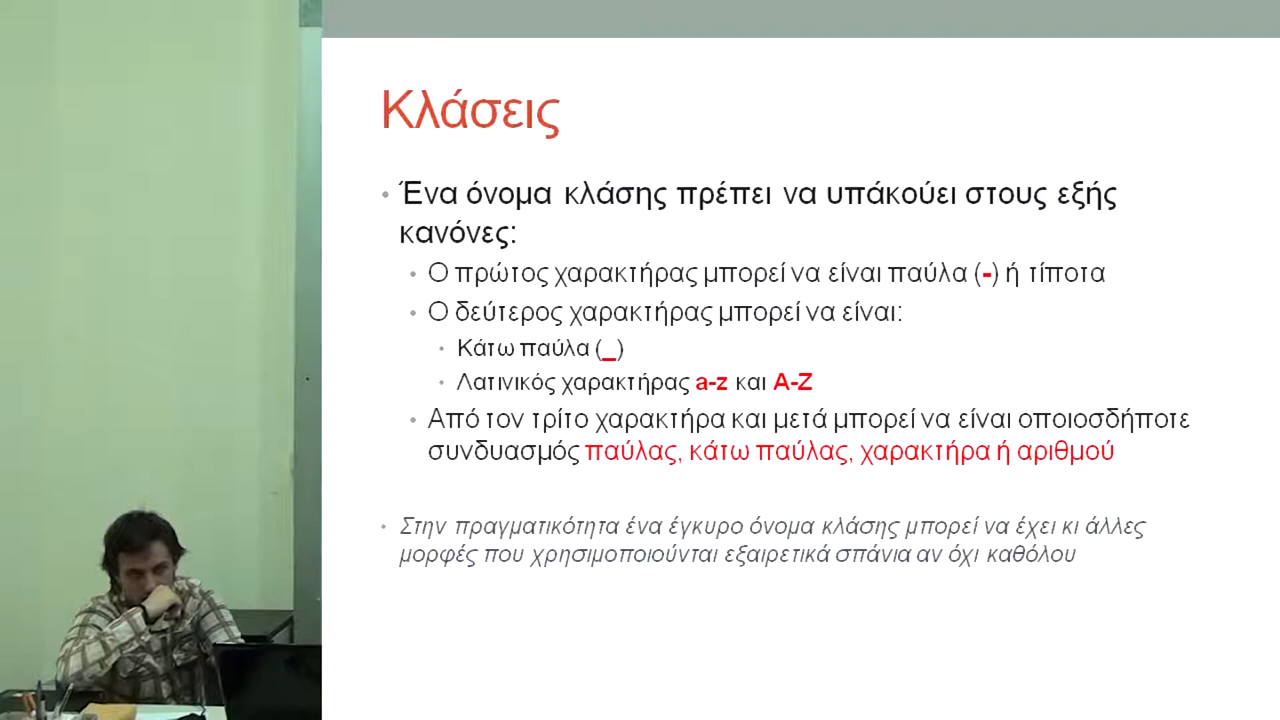 Κλάσεις
• Ένα όνομα κλάσης πρέπει να υπάκούει στους εξής
κανόνες:
• Ο πρώτος χαρακτήρας μπορεί να είναι παύλα (-) ή τίποτα
• Ο δεύτερος χαρακτήρας μπορεί να είναι:
• Κάτω παύλα (_)
• Λατινικός χαρακτήρας a-z και A-Z
• Από τον τρίτο χαρακτήρα και μετά μπορεί να είναι οποιοσδήποτε
συνδυασμός παύλας, κάτω παύλας, χαρακτήρα ή αριθμού
• Στην πραγματικότητα ένα έγκυρο όνομα κλάσης μπορεί να έχει κι άλλες
μορφές που χρησιμοποιούνται εξαιρετικά σπάνια αν όχι καθόλου